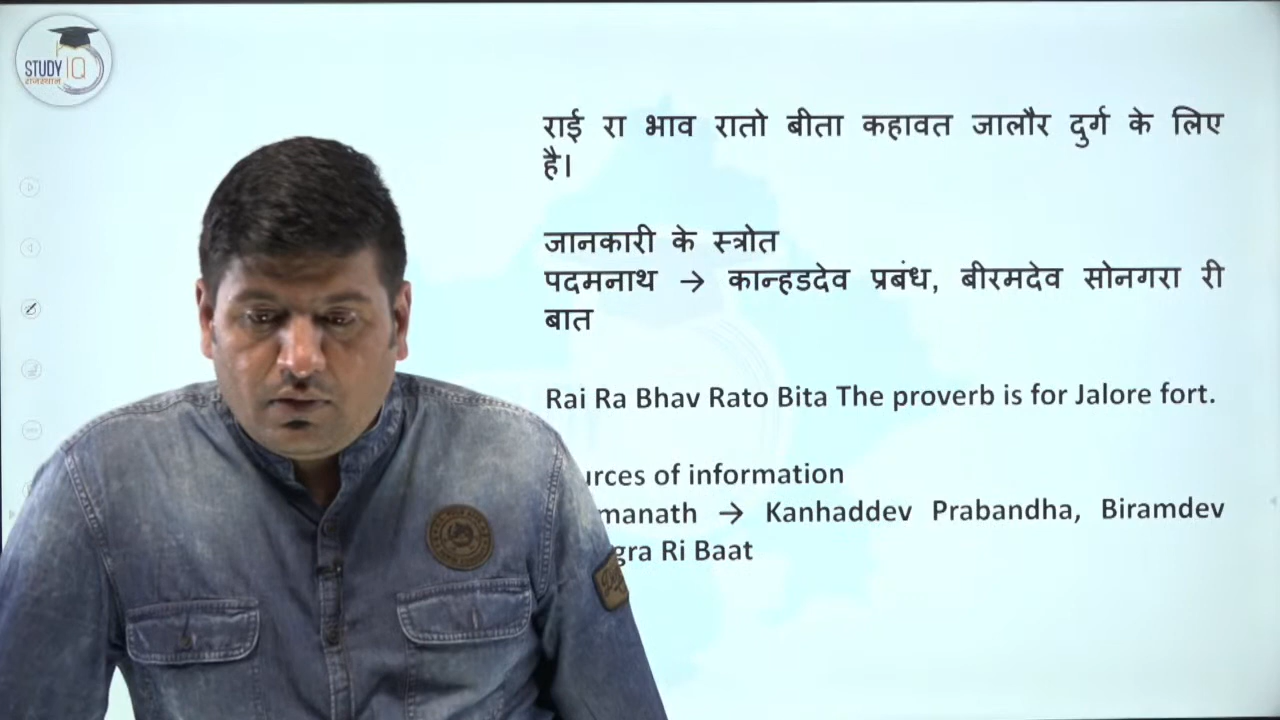 STUDY IQ
राजस्थान
राई रा भाव रातो बीता कहावत जालौर दुर्ग के लिए
है।
जानकारी के स्त्रोत
पदमनाथ → कान्हडदेव प्रबंध, बीरमदेव सोनगरा री
बात
Rai Ra Bhav Rato Bita The proverb is for Jalore fort.
urces of information
manath → Kanhaddev Prabandha, Biramdev
gra Ri Baat